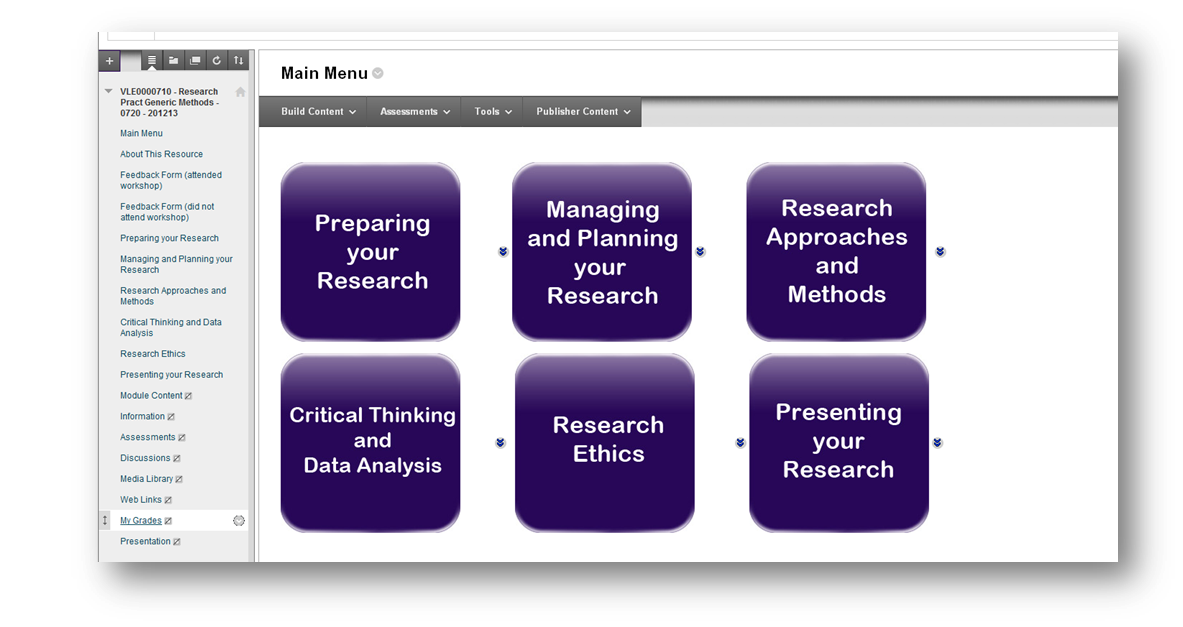 VLE0000710 - Research
Pract Generic Methods -
0720 - 201213
Main Menu
About This Resource
Feedback Form (attended
workshop)
Feedback Form (did not
attend workshop)
Preparing your Research
Managing and Planning your
Research
Research Approaches and
Methods
Critical Thinking and Data
Analysis
Research Ethics
Presenting your Research
Module Content
Information
Assessments
Discussions
Media Library
Web Links
My Grades
Presentation
Main Menu
Build Content
Assessments
Tools
Publisher Content
Preparing
your
Research
Managing
and Planning
your
Research
Research
Approaches
and
Methods
Critical Thinking
and
Data Analysis
Research
Ethics
Presenting
your
Research